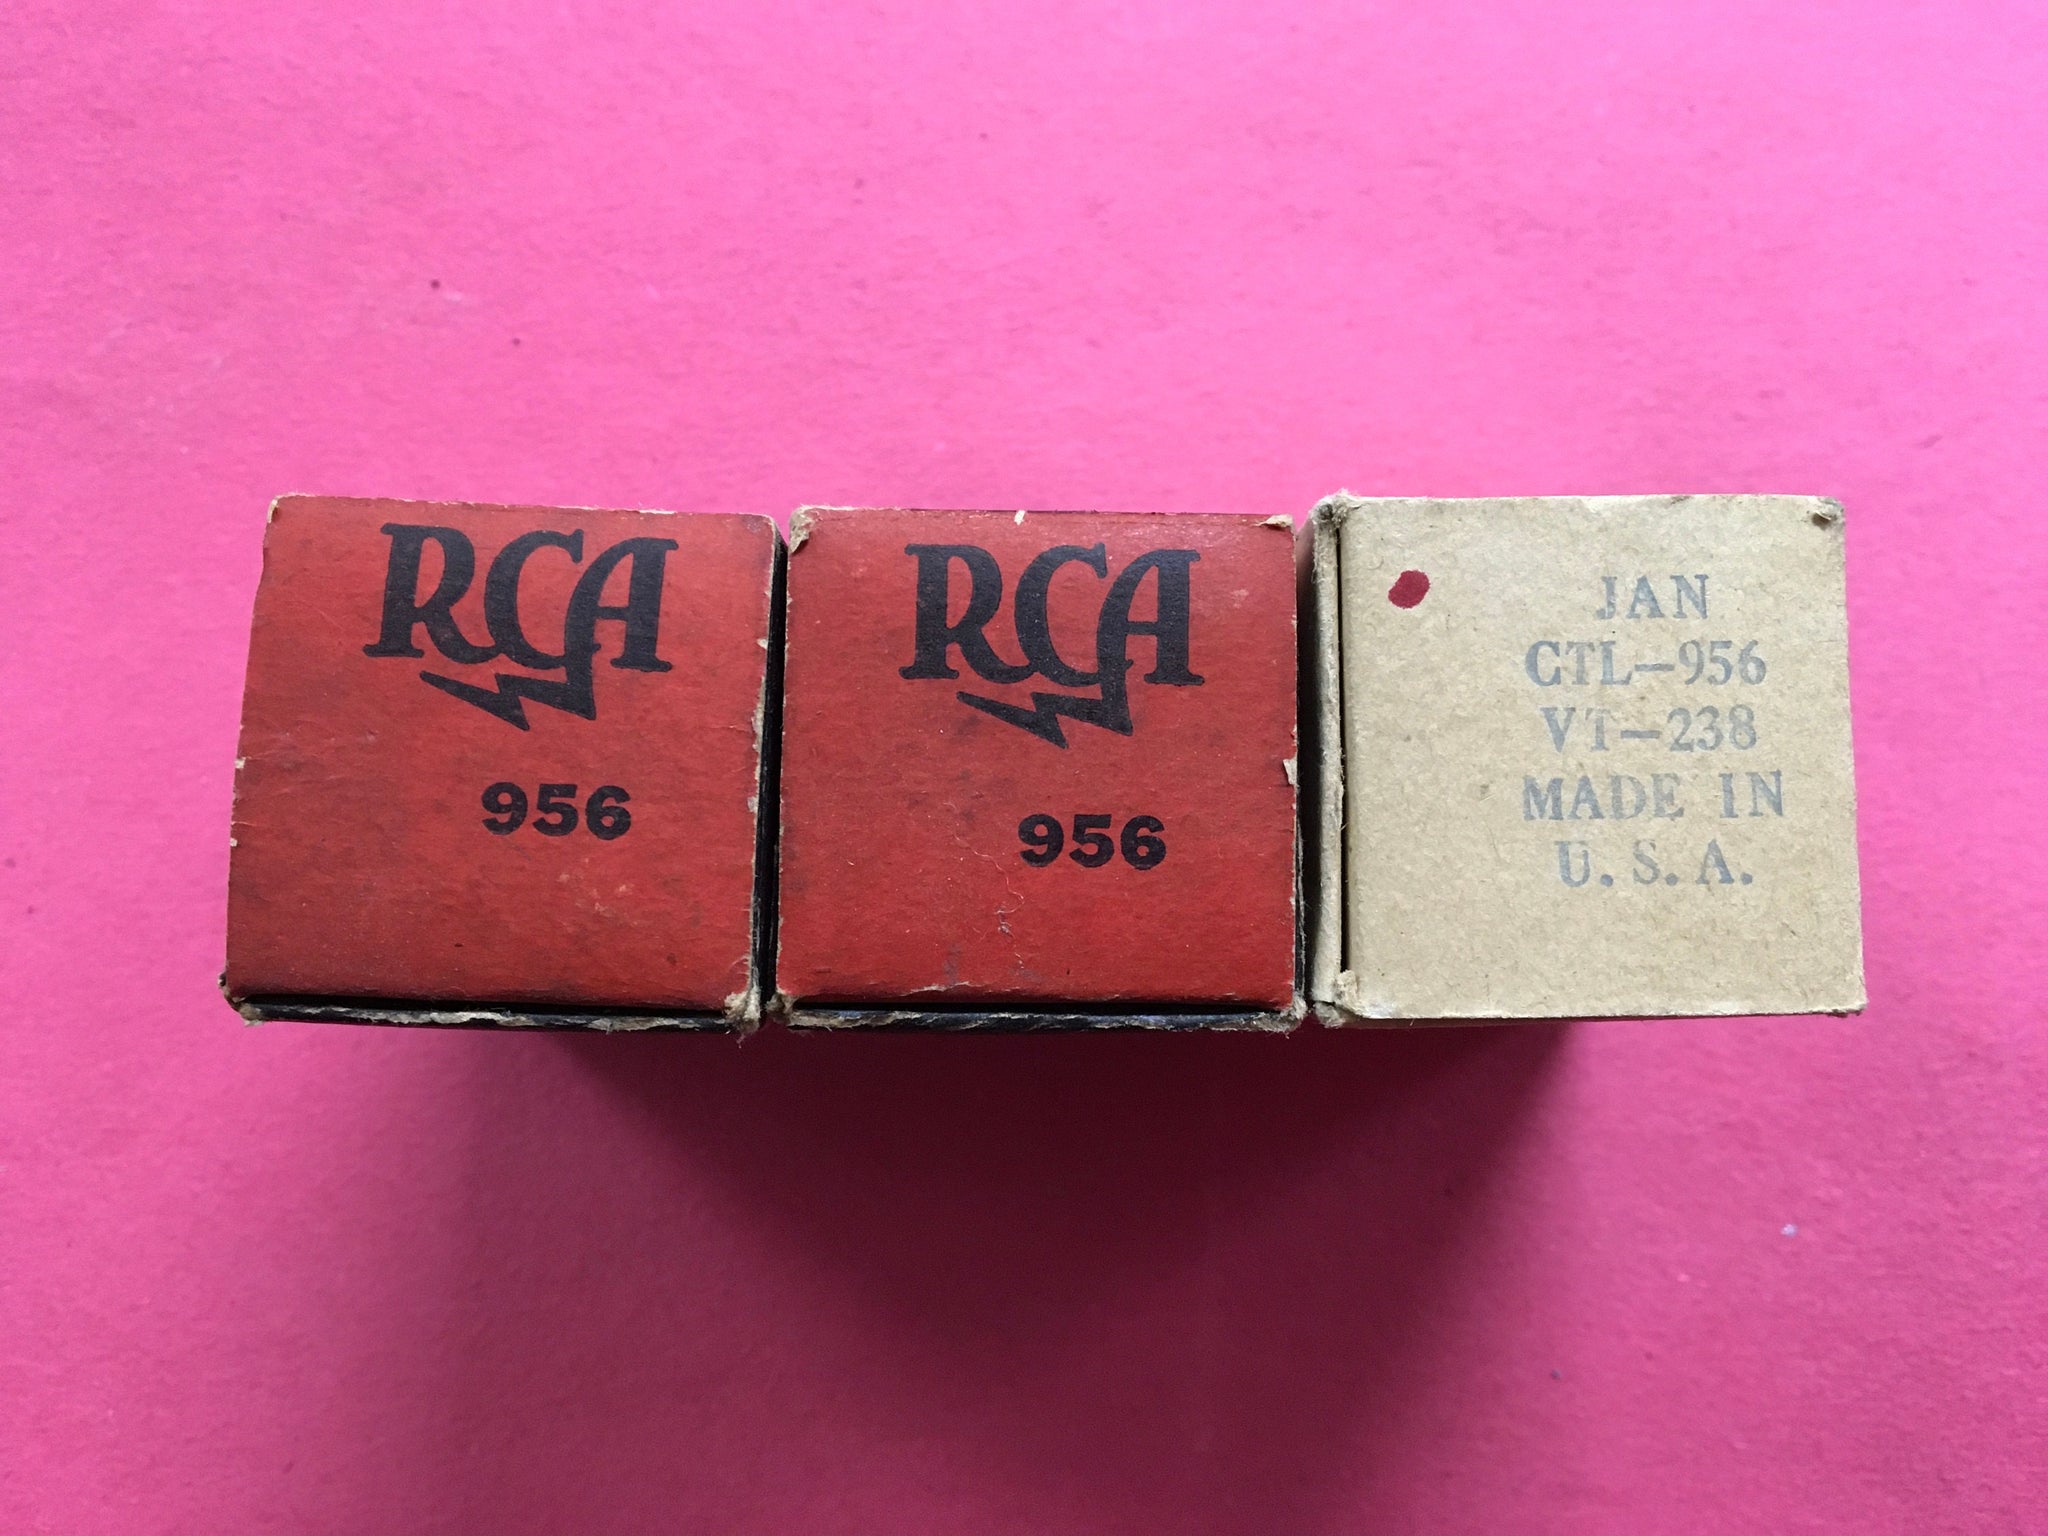 RCA
956
RCA
956
JAN
CTL-956
VT-238
MADE IN
U. S. A.